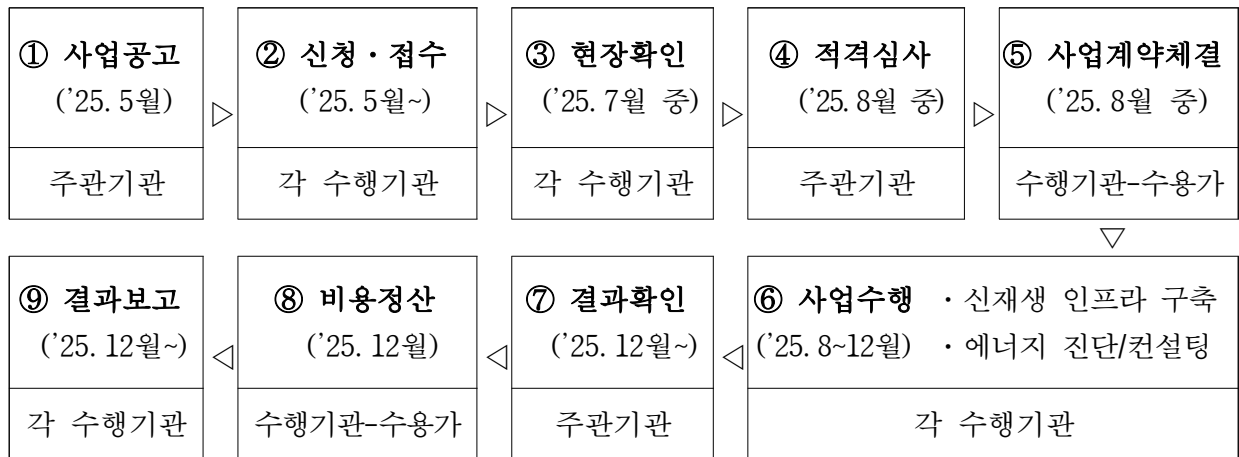 ① 사업공고
('25. 5월)
주관기관
▷
② 신청・접수
('25. 5월~)
각 수행기관
▷
③ 현장확인
('25. 7월 중)
각 수행기관
▷
④ 적격심사
('25. 8월 중)
주관기관
▷
⑤ 사업계약체결
('25. 8월 중)
수행기관-수용가
▽
⑥ 사업수행 ・신재생 인프라 구축
('25. 8~12월) ・에너지 진단/컨설팅
각 수행기관
◁
⑦ 결과확인
('25. 12월~)
주관기관
◁
⑧ 비용정산
('25. 12월)
수행기관-수용가
◁
⑨ 결과보고
('25. 12월~)
각 수행기관